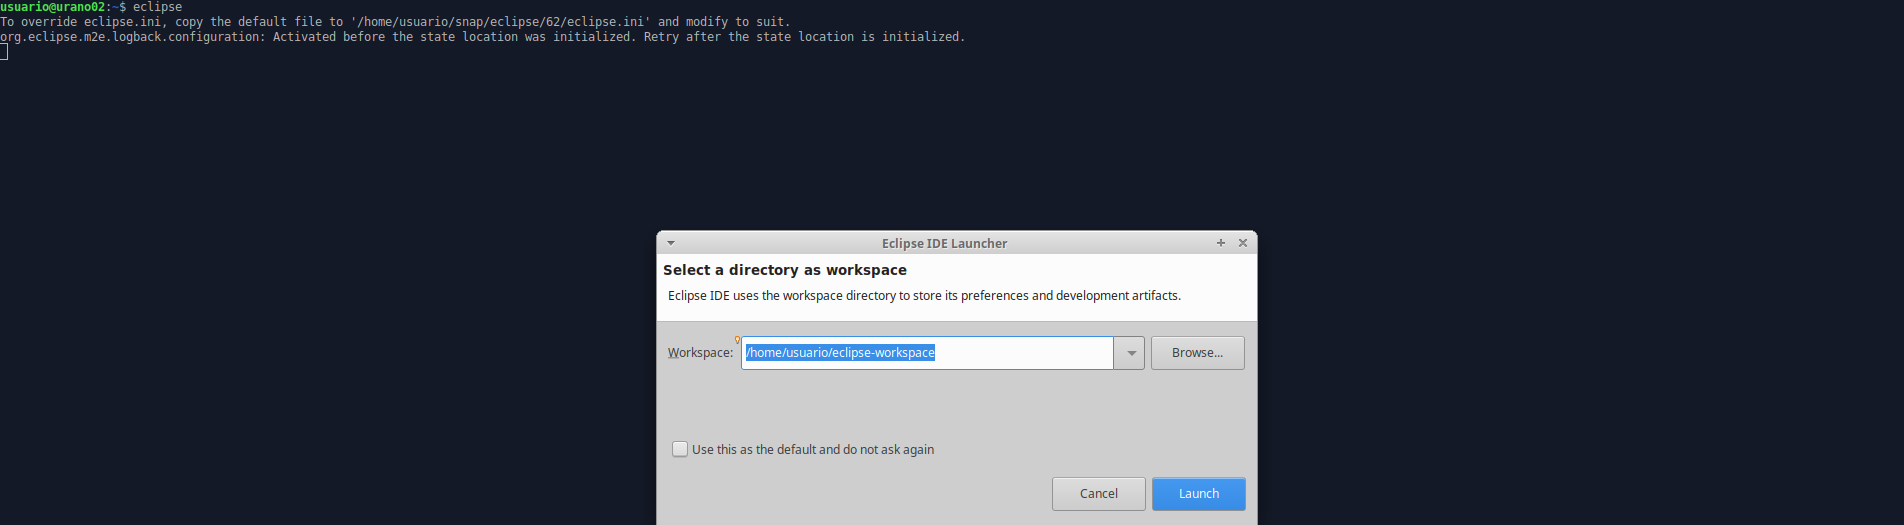 usuario@urano02:~$ eclipse
To override eclipse.ini, copy the default file to '/home/usuario/snap/eclipse/62/eclipse.ini' and modify to suit.
org.eclipse.m2e.logback.configuration: Activated before the state location was initialized. Retry after the state location is initialized.
Eclipse IDE Launcher
Select a directory as workspace
Eclipse IDE uses the workspace directory to store its preferences and development artifacts.
Workspace: /home/usuario/eclipse-workspace Browse...
Use this as the default and do not ask again
Cancel Launch